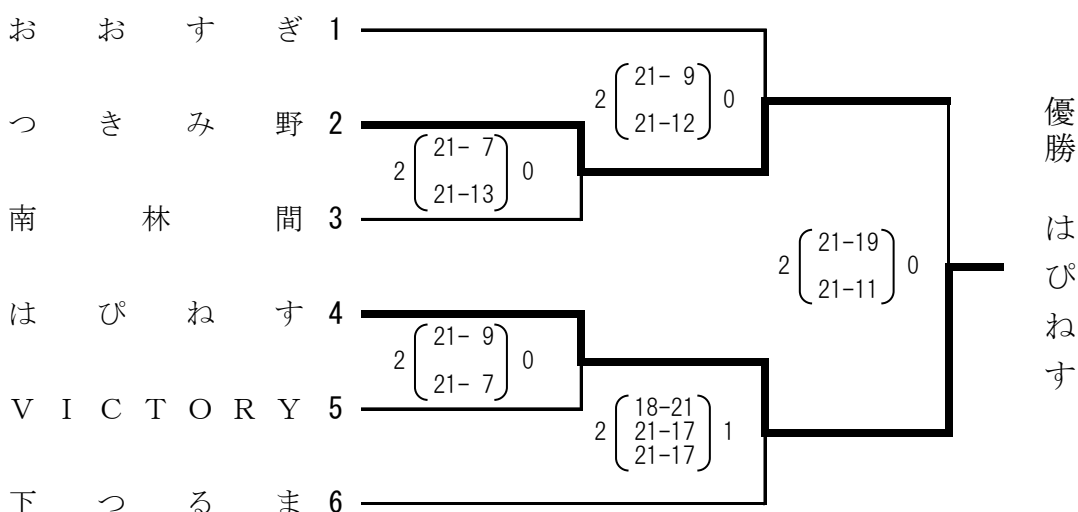 おおすぎ 1
2 (21- 9 21-12) 0
つきみ野 2
2 (21- 7 21-13) 0
南林間 3
2 (21-19 21-11) 0
はぴねす 4
2 (21- 9 21- 7) 0
VICTORY 5
2 (18-21 21-17 21-17) 1
下つるま 6
優勝 はぴねす